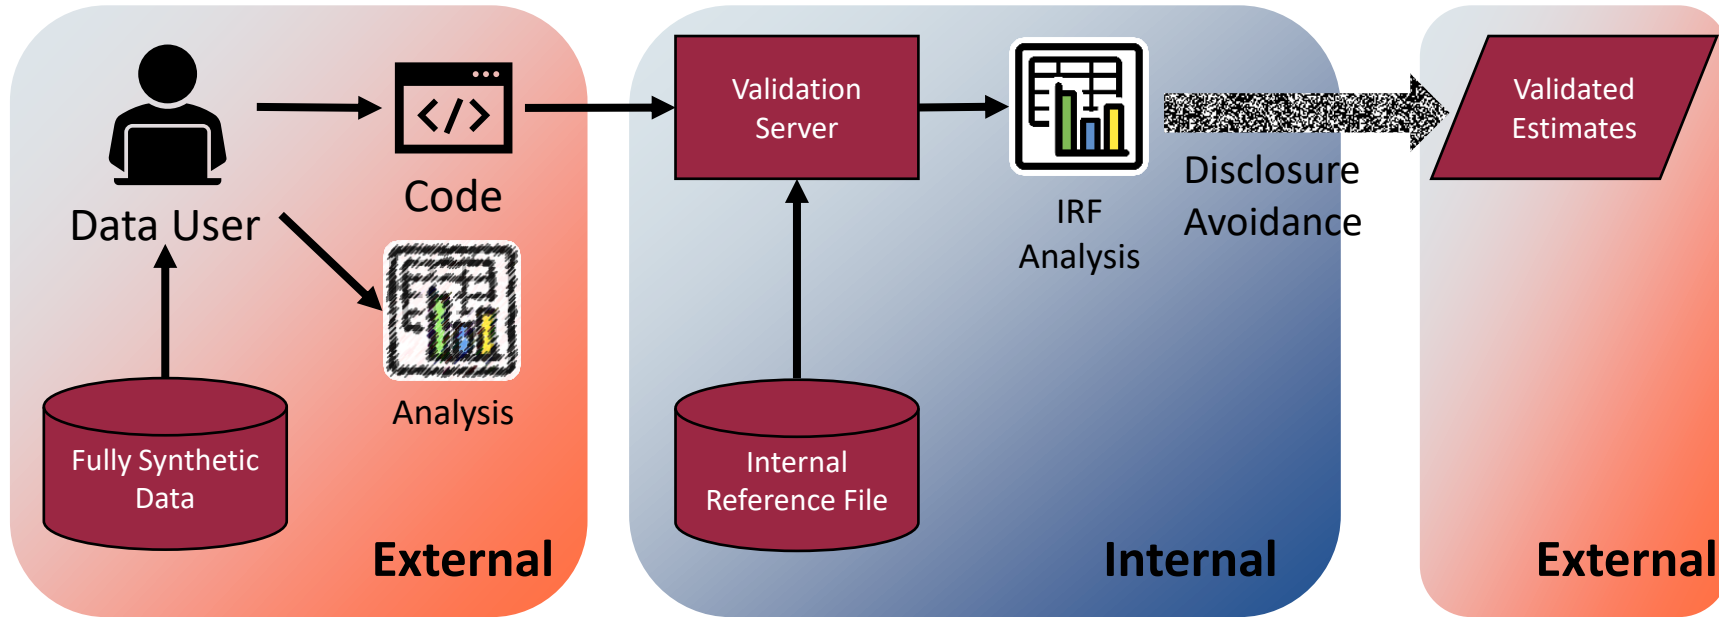 Data User
</>
Code
Analysis
Fully Synthetic
Data
External
Validation
Server
IRF
Analysis
Disclosure
Avoidance
Internal
Reference File
Internal
Validated
Estimates
External